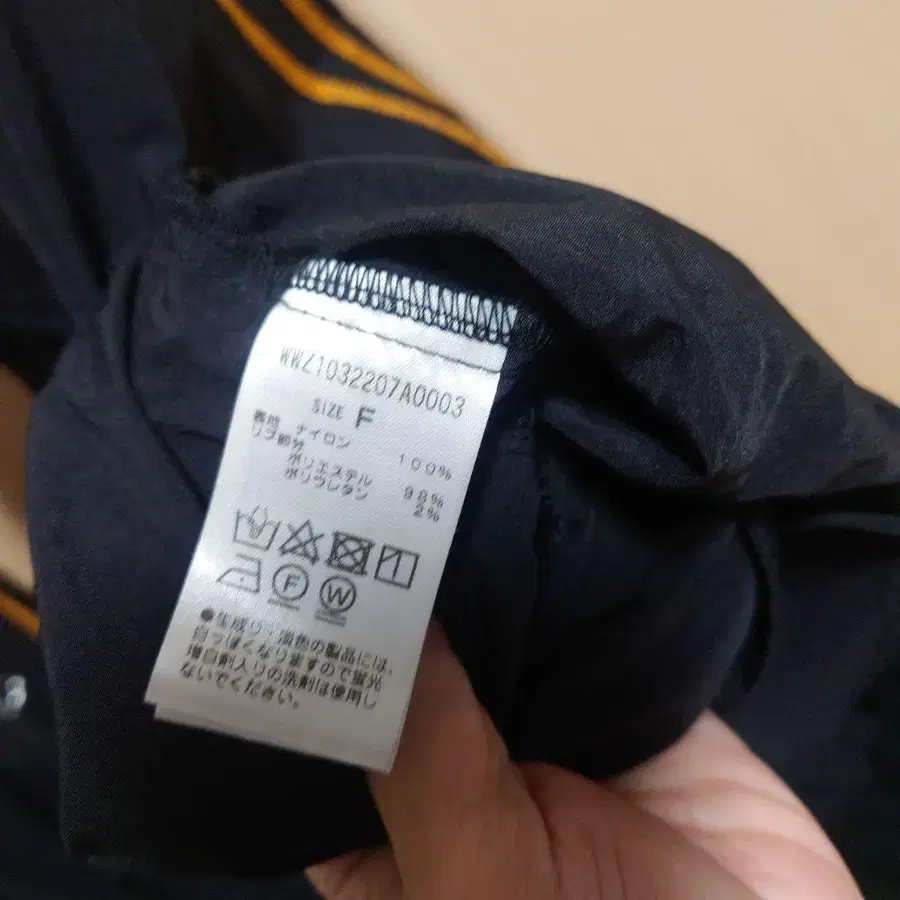 WWZ1032207A0003
SIZE F
表地 ナイロン 100%
リブ部分
ポリエステル 98%
ポリウレタン 2%
F W
●生成り・淡色の製品には、
白っぽくなりますので蛍光
増白剤入りの洗剤は使用し
ないでください。